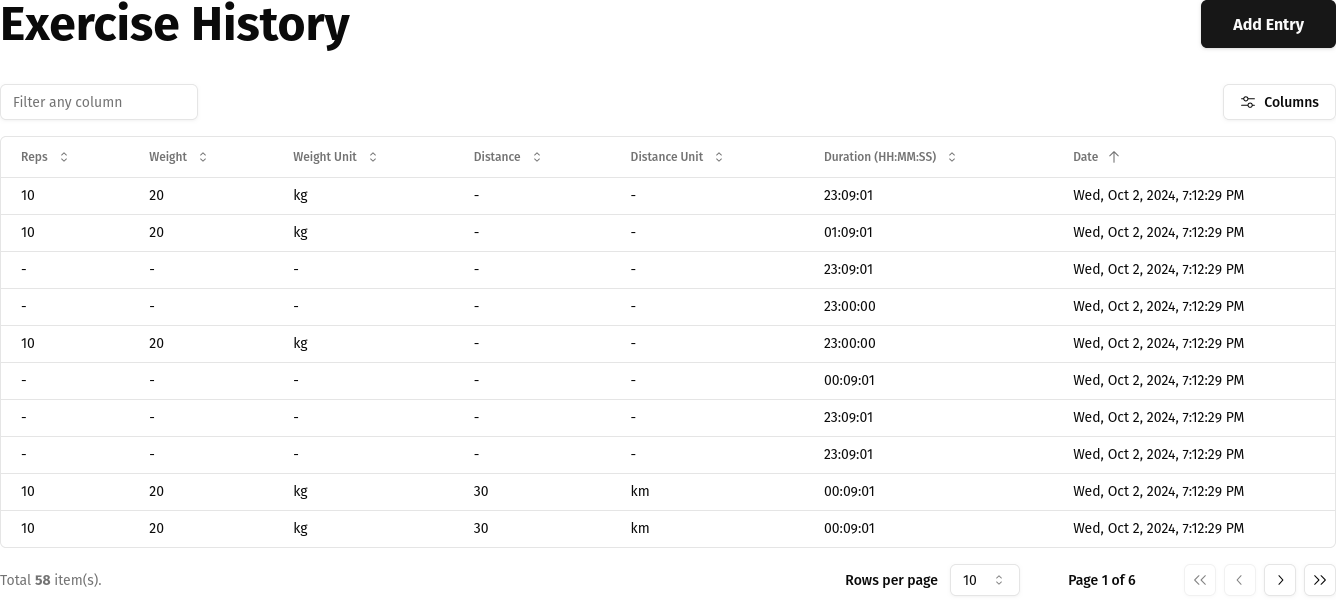 Exercise History
Add Entry
Filter any column
Columns
Reps Weight Weight Unit Distance Distance Unit Duration (HH:MM:SS) Date
10 20 kg - - 23:09:01 Wed, Oct 2, 2024, 7:12:29 PM
10 20 kg - - 01:09:01 Wed, Oct 2, 2024, 7:12:29 PM
- - - - - 23:09:01 Wed, Oct 2, 2024, 7:12:29 PM
- - - - - 23:00:00 Wed, Oct 2, 2024, 7:12:29 PM
10 20 kg - - 23:00:00 Wed, Oct 2, 2024, 7:12:29 PM
- - - - - 00:09:01 Wed, Oct 2, 2024, 7:12:29 PM
- - - - - 23:09:01 Wed, Oct 2, 2024, 7:12:29 PM
- - - - - 23:09:01 Wed, Oct 2, 2024, 7:12:29 PM
10 20 kg 30 km 00:09:01 Wed, Oct 2, 2024, 7:12:29 PM
10 20 kg 30 km 00:09:01 Wed, Oct 2, 2024, 7:12:29 PM
Total 58 item(s). Rows per page 10 Page 1 of 6